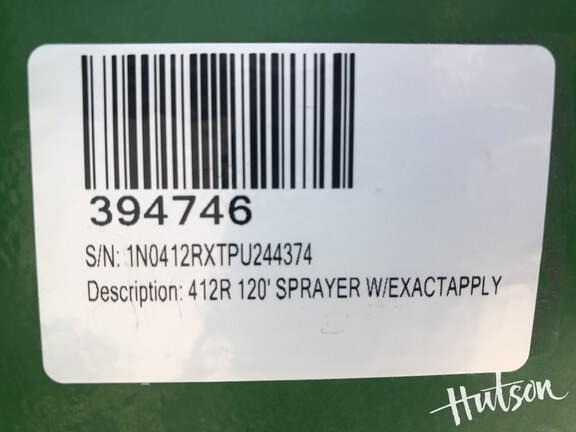 394746
S/N: 1N0412RXTPU244374
Description: 412R 120' SPRAYER W/EXACTAPPLY
Hutson